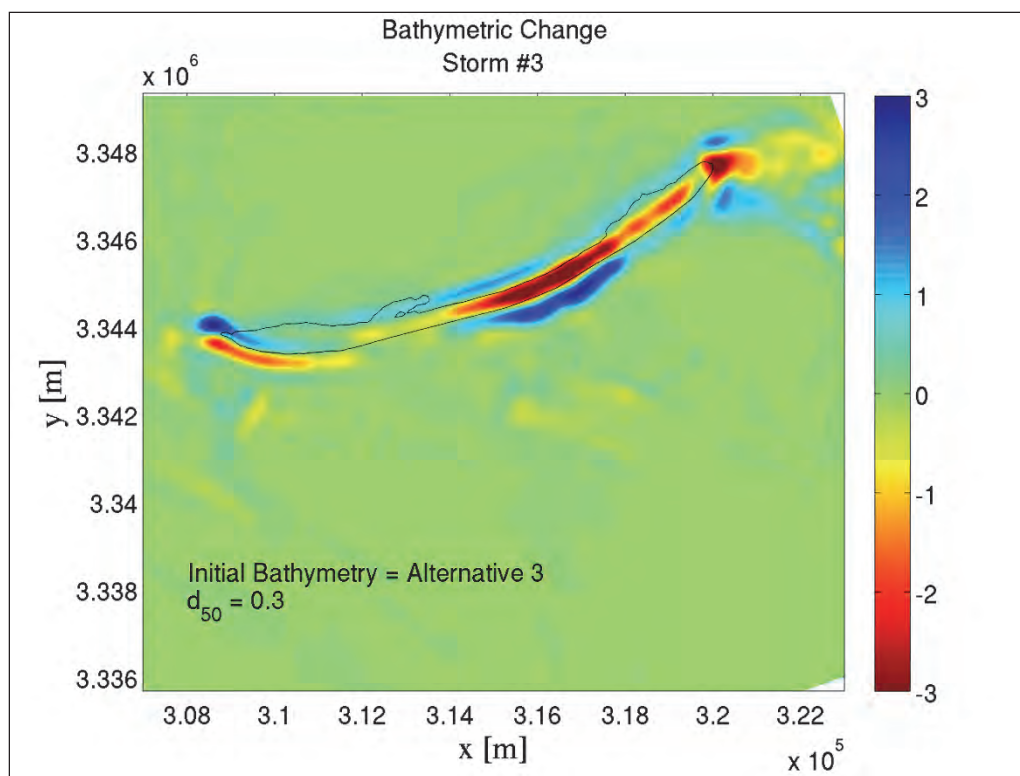 Bathymetric Change
Storm #3
x 10^6
3.348
3.346
3.344
3.342
3.34
3.338
3.336
y [m]
Initial Bathymetry = Alternative 3
d_50 = 0.3
3.08
3.1
3.12
3.14
3.16
3.18
3.2
3.22
x [m]
x 10^5
3
2
1
0
-1
-2
-3